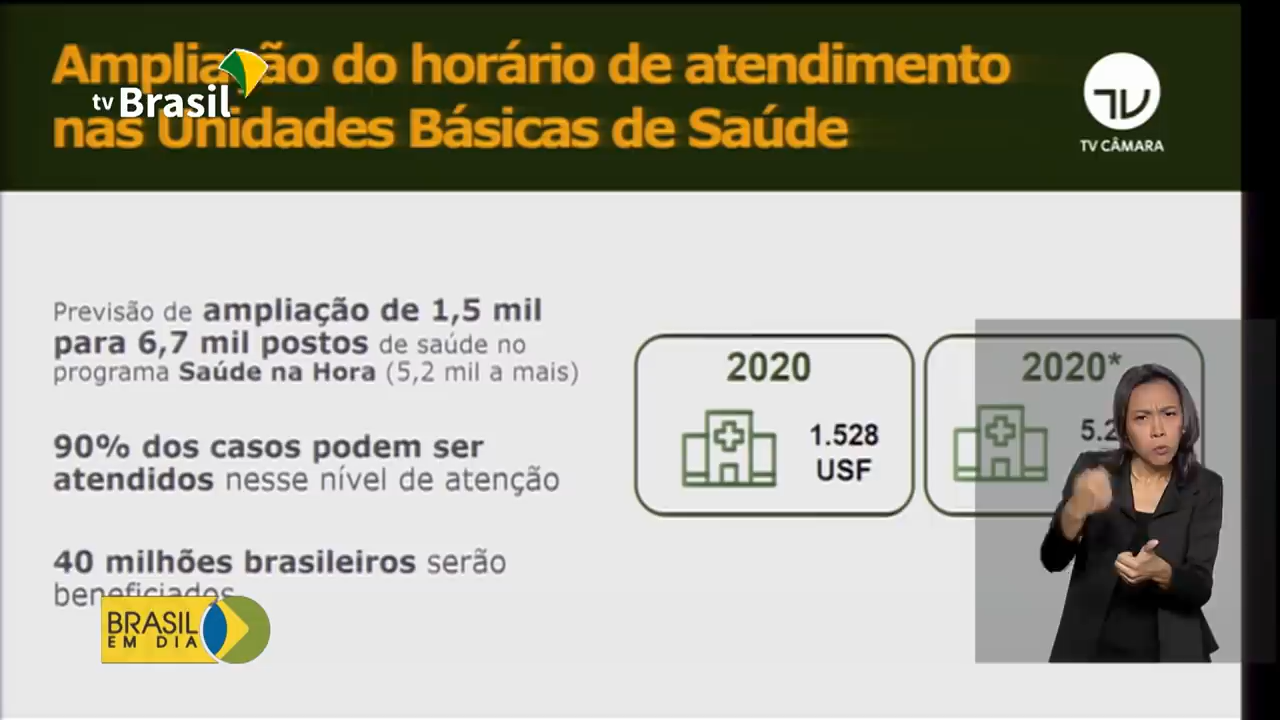 Ampliação do horário de atendimento
nas Unidades Básicas de Saúde
tv Brasil
TV CÂMARA
Previsão de ampliação de 1,5 mil
para 6,7 mil postos de saúde no
programa Saúde na Hora (5,2 mil a mais)
90% dos casos podem ser
atendidos nesse nível de atenção
40 milhões brasileiros serão
beneficiados
2020
1.528
USF
2020*
5.2
BRASIL
EM DIA